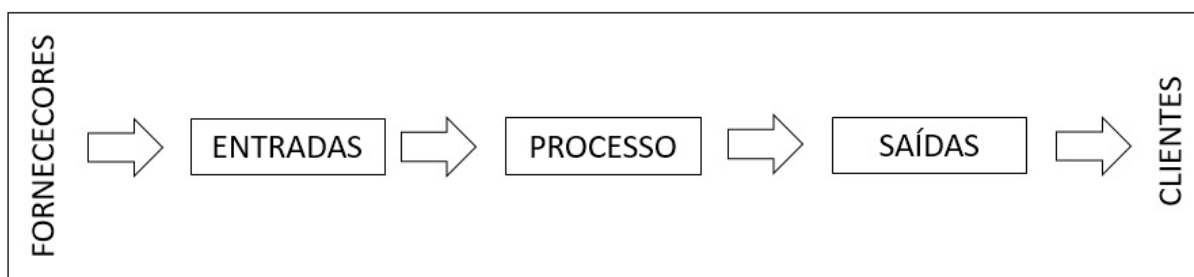 FORNECECORES
ENTRADAS
PROCESSO
SAÍDAS
CLIENTES